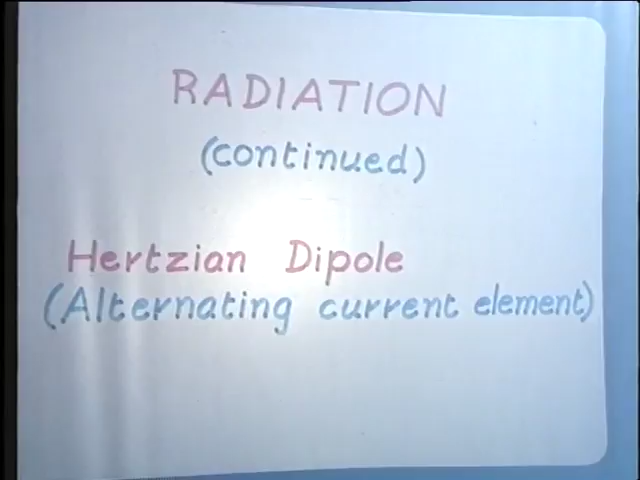 RADIATION
(continued)
Hertzian Dipole
(Alternating current element)